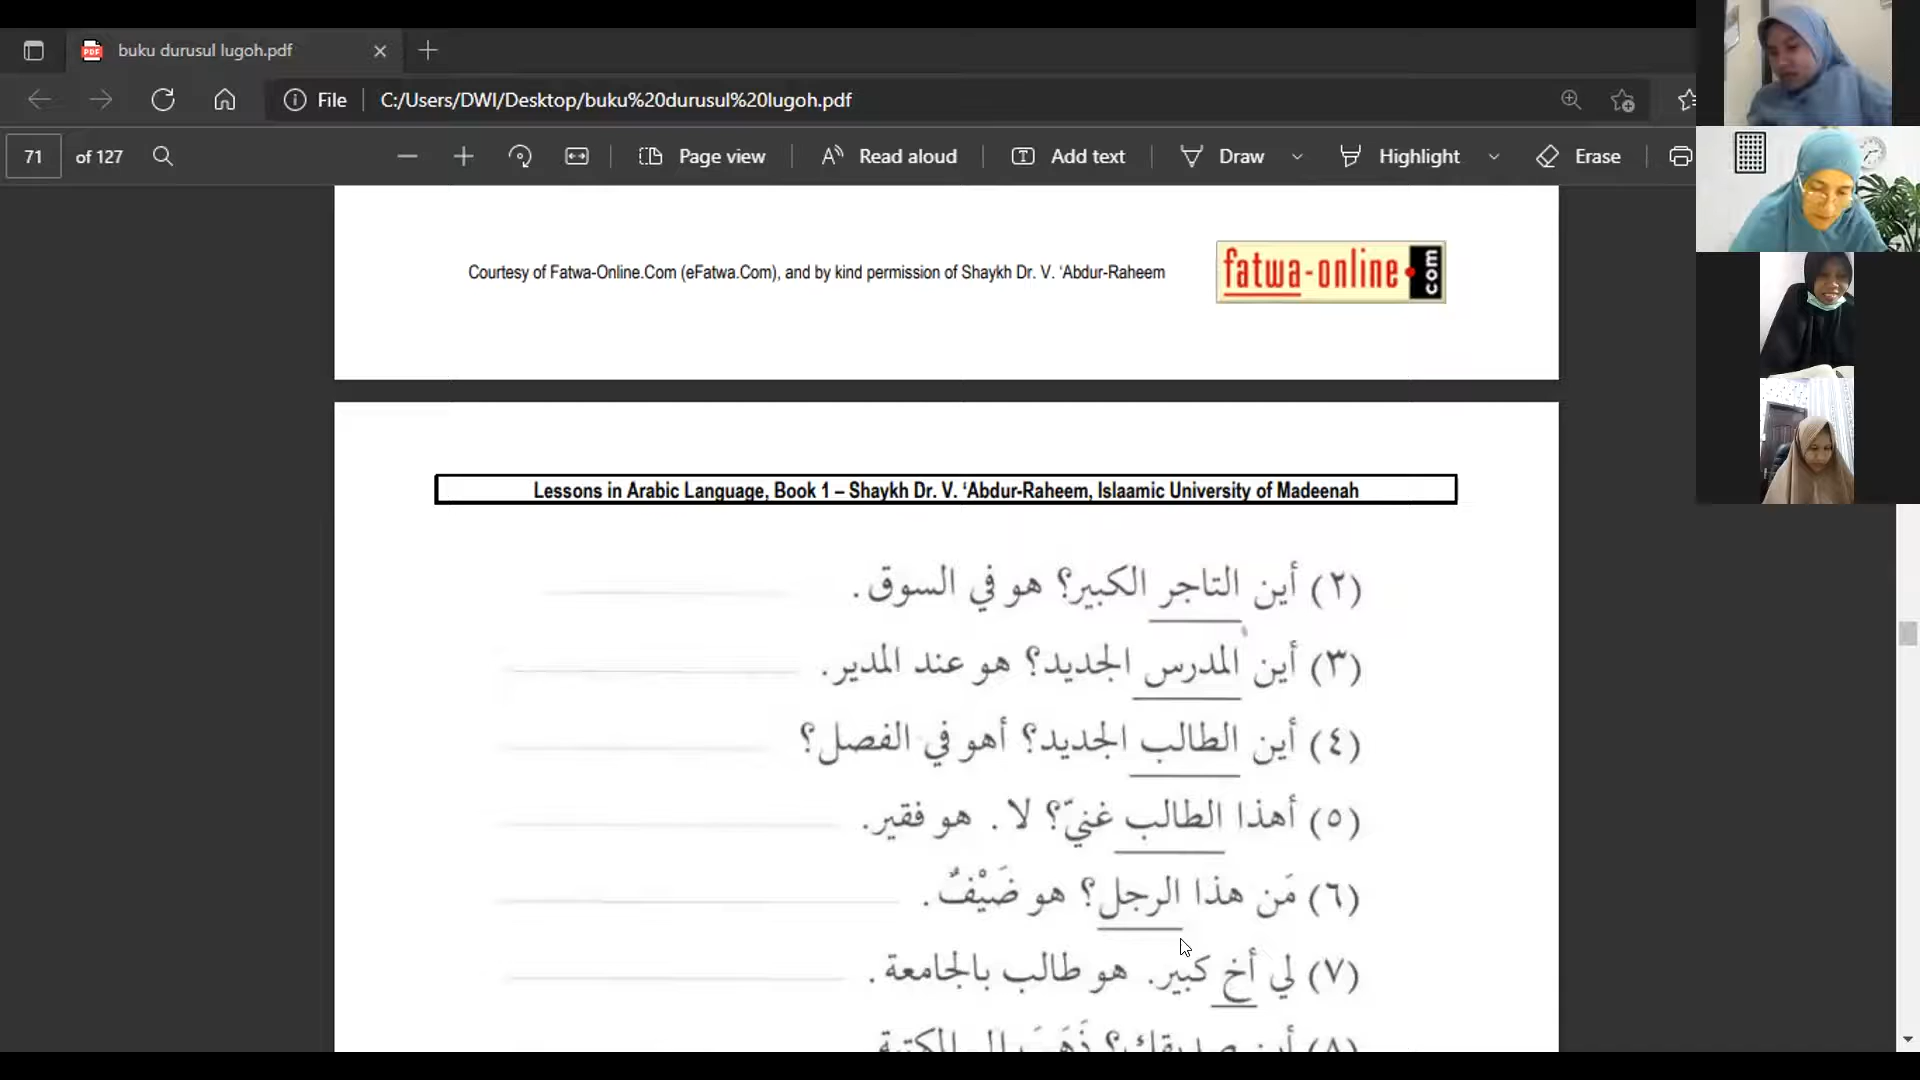 buku durusul lugoh.pdf
File
C:/Users/DWI/Desktop/buku%20durusul%20lugoh.pdf
71 of 127
Page view
Read aloud
Add text
Draw
Highlight
Erase
Courtesy of Fatwa-Online.Com (eFatwa.Com), and by kind permission of Shaykh Dr. V. ‘Abdur-Raheem
fatwa-online.com
Lessons in Arabic Language, Book 1 – Shaykh Dr. V. ‘Abdur-Raheem, Islaamic University of Madeenah
(٢) أين التاجر الكبير؟ هو في السوق.
(٣) أين المدرس الجديد؟ هو عند المدير.
(٤) أين الطالب الجديد؟ أهو في الفصل؟
(٥) أهذا الطالب غنيّ؟ لا. هو فقير.
(٦) مَن هذا الرجل؟ هو ضَيْفٌ.
(٧) لي أخ كبير. هو طالب بالجامعة.
(٨) أين صديقك؟ ذَهَبَ إلى المكتبة